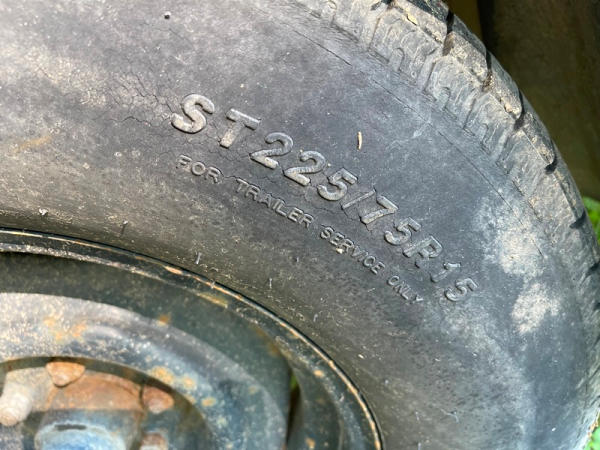 ST225/75R15
FOR TRAILER SERVICE ONLY